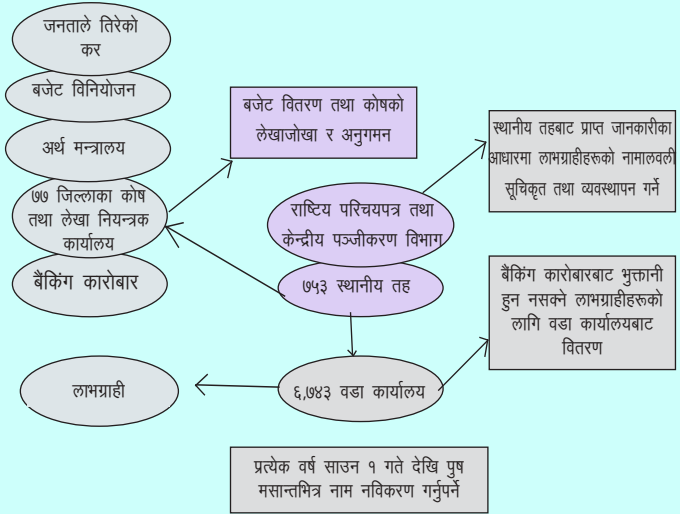 जनताले तिरेको
कर
बजेट विनियोजन
अर्थ मन्त्रालय
७७ जिल्लाका कोष
तथा लेखा नियन्त्रक
कार्यालय
बैंकिंग कारोबार
बजेट वितरण तथा कोषको
लेखाजोखा र अनुगमन
राष्टिय परिचयपत्र तथा
केन्द्रीय पञ्जीकरण विभाग
७५३ स्थानीय तह
स्थानीय तहबाट प्राप्त जानकारीका
आधारमा लाभग्राहीहरूको नामालवली
सूचिकृत तथा व्यवस्थापन गर्ने
बैंकिंग कारोबारबाट भुक्तानी
हुन नसक्ने लाभग्राहीहरूको
लागि वडा कार्यालयबाट
वितरण
लाभग्राही
६,७४३ वडा कार्यालय
प्रत्येक वर्ष साउन १ गते देखि पुष
मसान्तभित्र नाम नविकरण गर्नुपर्ने